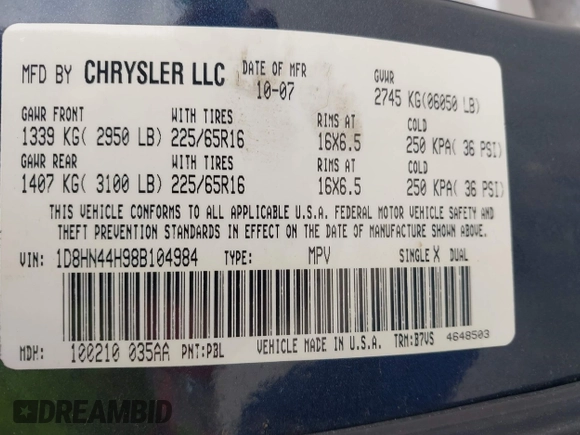 MFD BY CHRYSLER LLC DATE OF MFR GVWR
10-07 2745 KG(06050 LB)
GAWR FRONT WITH TIRES RIMS AT COLD
1339 KG( 2950 LB) 225/65R16 16X6.5 250 KPA( 36 PSI)
GAWR REAR WITH TIRES RIMS AT COLD
1407 KG( 3100 LB) 225/65R16 16X6.5 250 KPA( 36 PSI)
THIS VEHICLE CONFORMS TO ALL APPLICABLE U.S.A. FEDERAL MOTOR VEHICLE SAFETY AND
THEFT PREVENTION STANDARDS IN EFFECT ON THE DATE OF MANUFACTURE SHOWN ABOVE.
VIN: 1D8HN44H98B104984 TYPE: MPV SINGLE X DUAL
MDH: 100210 035AA PNT:PBL VEHICLE MADE IN U.S.A. TRM:B7VS 4648503
DREAMBID